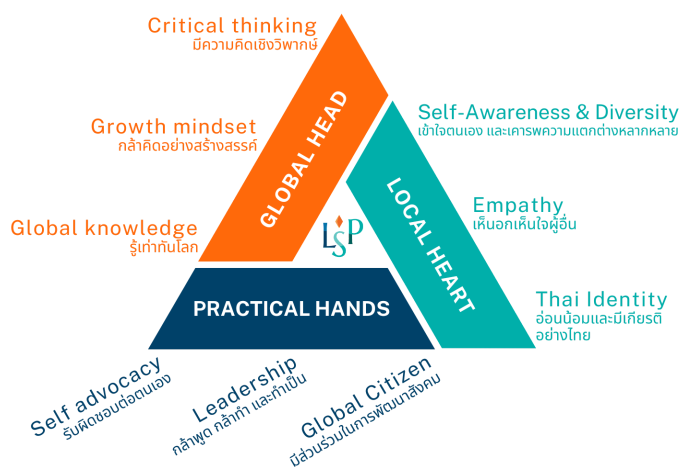 Critical thinking
มีความคิดเชิงวิพากษ์
Growth mindset
กล้าคิดอย่างสร้างสรรค์
Global knowledge
รู้เท่าทันโลก
GLOBAL HEAD
Self-Awareness & Diversity
เข้าใจตนเอง และเคารพความแตกต่างหลากหลาย
Empathy
เห็นอกเห็นใจผู้อื่น
Thai Identity
อ่อนน้อมและมีเกียรติ
อย่างไทย
LOCAL HEART
LSP
PRACTICAL HANDS
Self advocacy
รับผิดชอบต่อตนเอง
Leadership
กล้าพูด กล้าทำ และทำเป็น
Global Citizen
มีส่วนร่วมในการพัฒนาสังคม